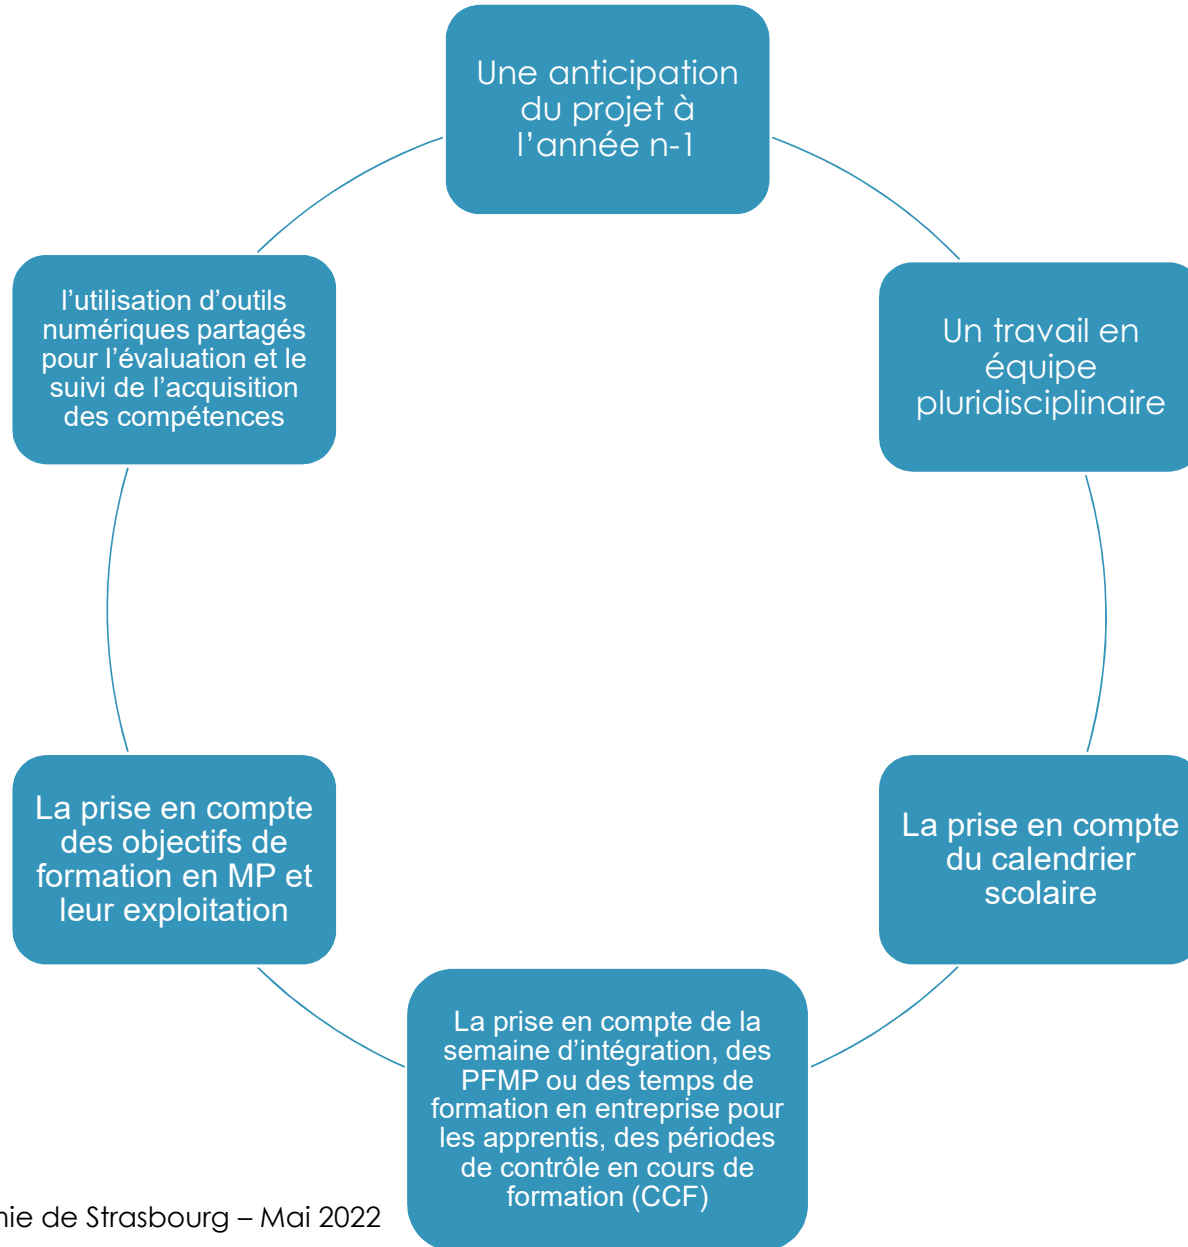 Une anticipation
du projet à
l’année n-1
Un travail en
équipe
pluridisciplinaire
La prise en compte
du calendrier
scolaire
La prise en compte de la
semaine d’intégration, des
PFMP ou des temps de
formation en entreprise pour
les apprentis, des périodes
de contrôle en cours de
formation (CCF)
La prise en compte
des objectifs de
formation en MP et
leur exploitation
l’utilisation d’outils
numériques partagés
pour l’évaluation et le
suivi de l’acquisition
des compétences
de Strasbourg – Mai 2022